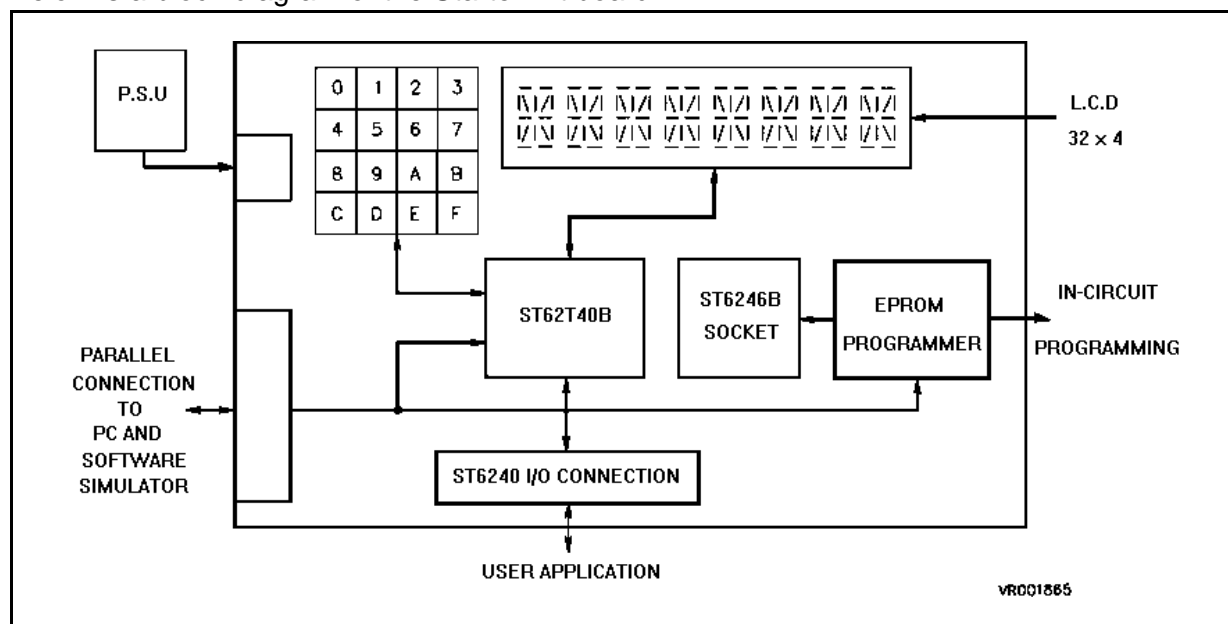 P.S.U
0 1 2 3
4 5 6 7
8 9 A B
C D E F
L.C.D
32 × 4
ST62T40B
ST6246B
SOCKET
EPROM
PROGRAMMER
IN-CIRCUIT
PROGRAMMING
PARALLEL
CONNECTION
TO
PC AND
SOFTWARE
SIMULATOR
ST6240 I/O CONNECTION
USER APPLICATION
VR001865